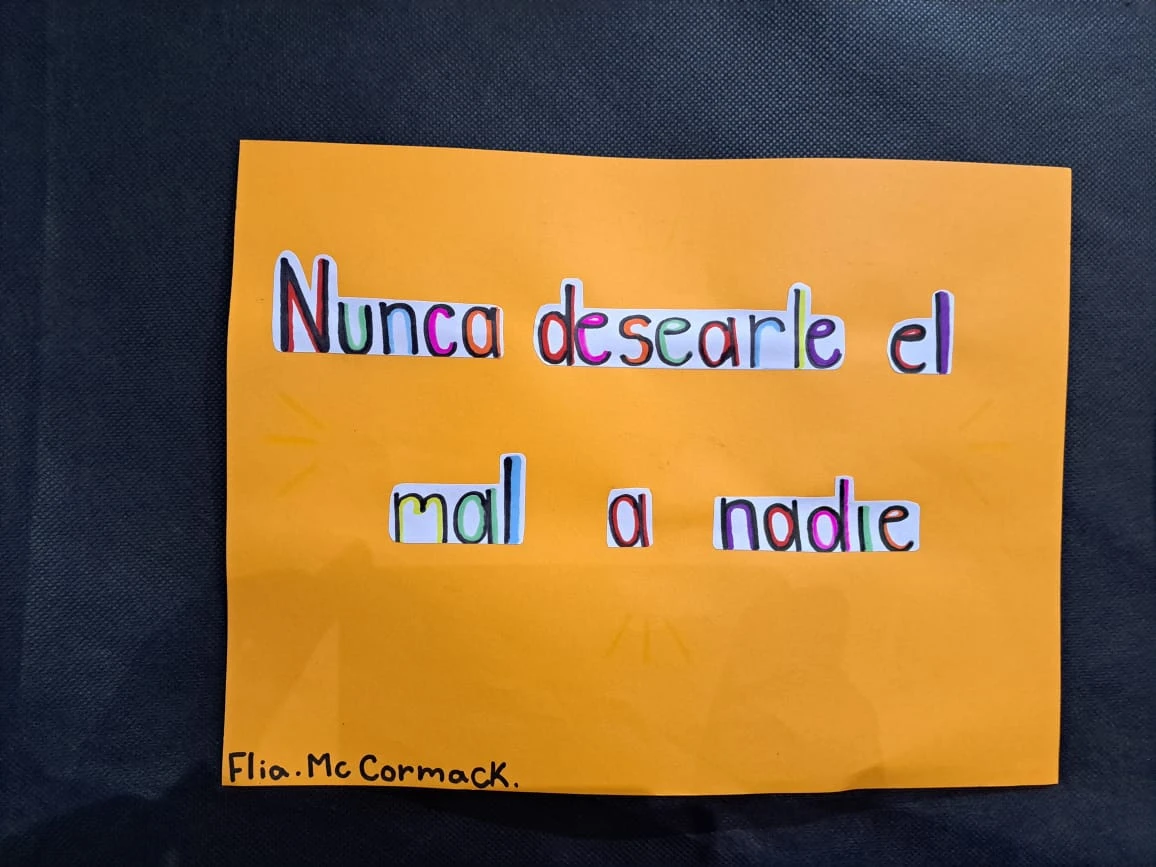 Nunca desearle el
mal a nadie
Flia. Mc Cormack.